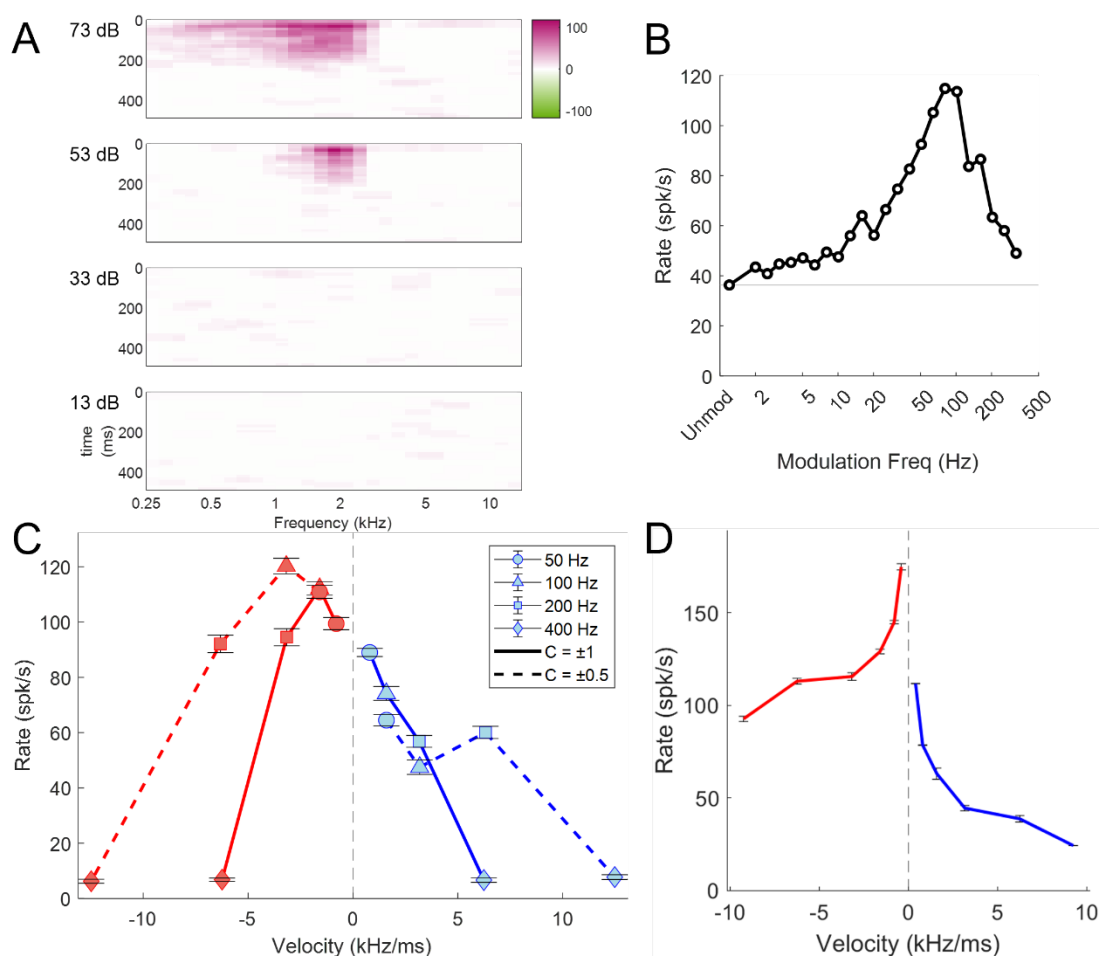 A
73 dB
0
200
400
100
0
-100
53 dB
0
200
400
33 dB
0
200
400
13 dB
0
200
400
time
(ms)
0.25
0.5
1
2
5
10
Frequency (kHz)
B
120
100
80
60
40
20
0
Rate (spk/s)
Unmod
2
5
10
20
50
100
200
500
Modulation Freq (Hz)
C
120
100
80
60
40
20
0
Rate (spk/s)
50 Hz
100 Hz
200 Hz
400 Hz
C = ±1
C = ±0.5
-10
-5
0
5
10
Velocity (kHz/ms)
D
150
100
50
0
Rate (spk/s)
-10
-5
0
5
10
Velocity (kHz/ms)